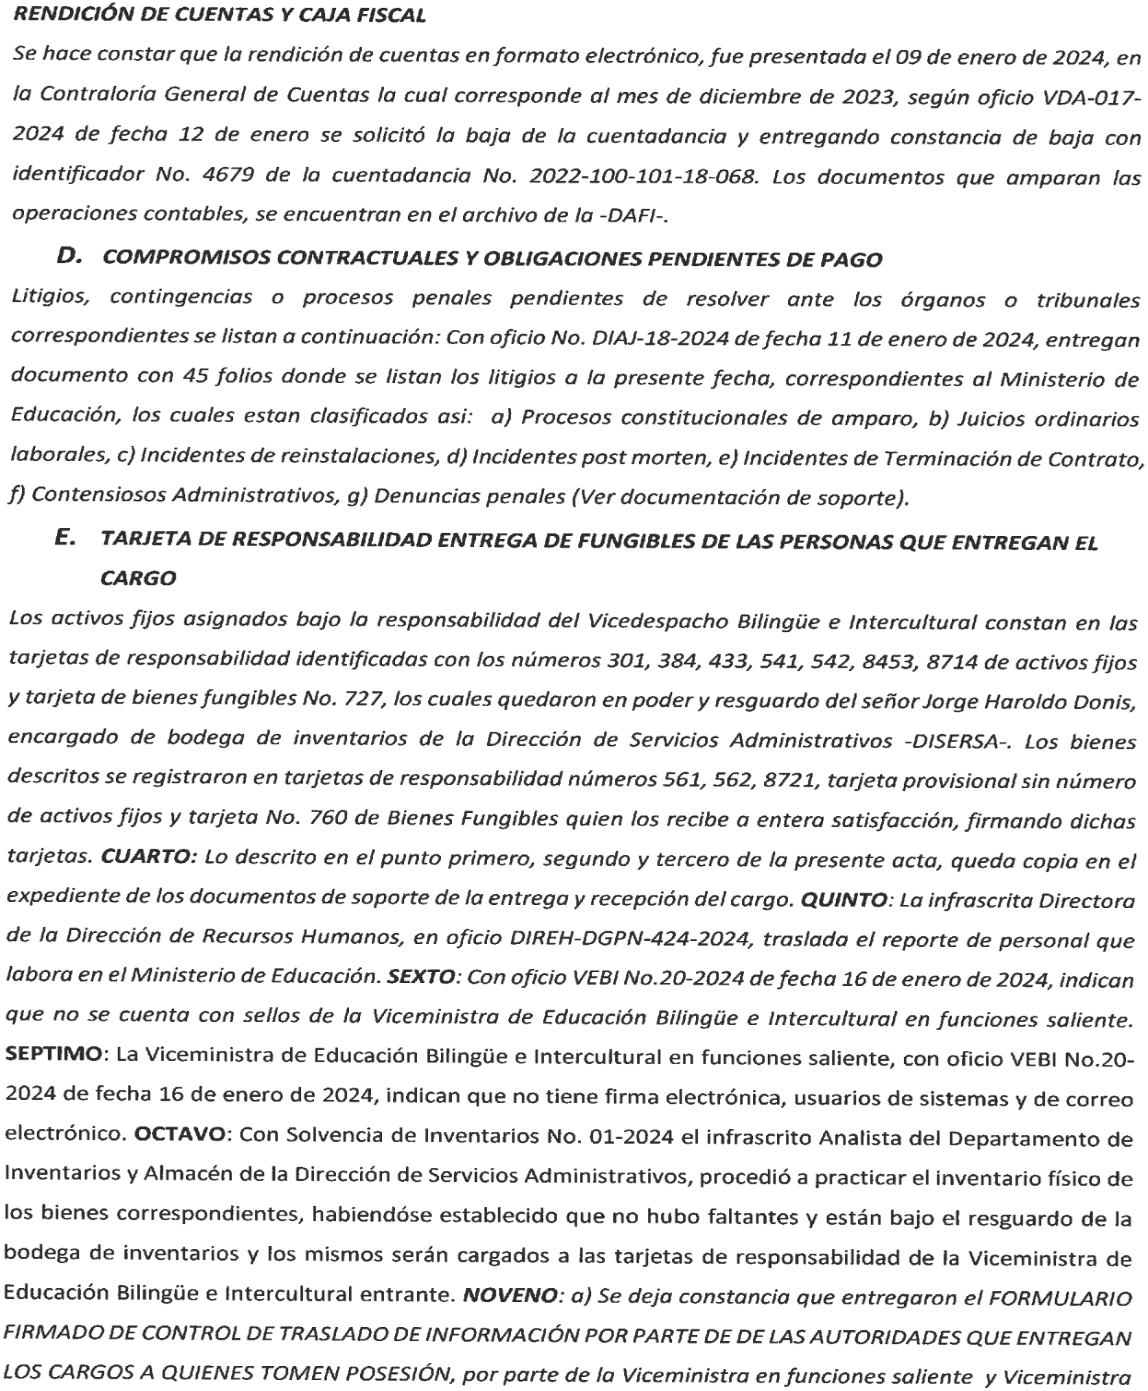 RENDICIÓN DE CUENTAS Y CAJA FISCAL
Se hace constar que la rendición de cuentas en formato electrónico, fue presentada el 09 de enero de 2024, en
la Contraloría General de Cuentas la cual corresponde al mes de diciembre de 2023, según oficio VDA-017-
2024 de fecha 12 de enero se solicitó la baja de la cuentadancia y entregando constancia de baja con
identificador No. 4679 de la cuentadancia No. 2022-100-101-18-068. Los documentos que amparan las
operaciones contables, se encuentran en el archivo de la -DAFI-.
D. COMPROMISOS CONTRACTUALES Y OBLIGACIONES PENDIENTES DE PAGO
Litigios, contingencias o procesos penales pendientes de resolver ante los órganos o tribunales
correspondientes se listan a continuación: Con oficio No. DIAJ-18-2024 de fecha 11 de enero de 2024, entregan
documento con 45 folios donde se listan los litigios a la presente fecha, correspondientes al Ministerio de
Educación, los cuales estan clasificados asi: a) Procesos constitucionales de amparo, b) Juicios ordinarios
laborales, c) Incidentes de reinstalaciones, d) Incidentes post morten, e) Incidentes de Terminación de Contrato,
f) Contensiosos Administrativos, g) Denuncias penales (Ver documentación de soporte).
E. TARJETA DE RESPONSABILIDAD ENTREGA DE FUNGIBLES DE LAS PERSONAS QUE ENTREGAN EL
CARGO
Los activos fijos asignados bajo la responsabilidad del Vicedespacho Bilingüe e Intercultural constan en las
tarjetas de responsabilidad identificadas con los números 301, 384, 433, 541, 542, 8453, 8714 de activos fijos
y tarjeta de bienes fungibles No. 727, los cuales quedaron en poder y resguardo del señor Jorge Haroldo Donis,
encargado de bodega de inventarios de la Dirección de Servicios Administrativos -DISERSA-. Los bienes
descritos se registraron en tarjetas de responsabilidad números 561, 562, 8721, tarjeta provisional sin número
de activos fijos y tarjeta No. 760 de Bienes Fungibles quien los recibe a entera satisfacción, firmando dichas
tarjetas. CUARTO: Lo descrito en el punto primero, segundo y tercero de la presente acta, queda copia en el
expediente de los documentos de soporte de la entrega y recepción del cargo. QUINTO: La infrascrita Directora
de la Dirección de Recursos Humanos, en oficio DIREH-DGPN-424-2024, traslada el reporte de personal que
labora en el Ministerio de Educación. SEXTO: Con oficio VEBI No.20-2024 de fecha 16 de enero de 2024, indican
que no se cuenta con sellos de la Viceministra de Educación Bilingüe e Intercultural en funciones saliente.
SEPTIMO: La Viceministra de Educación Bilingüe e Intercultural en funciones saliente, con oficio VEBI No.20-
2024 de fecha 16 de enero de 2024, indican que no tiene firma electrónica, usuarios de sistemas y de correo
electrónico. OCTAVO: Con Solvencia de Inventarios No. 01-2024 el infrascrito Analista del Departamento de
Inventarios y Almacén de la Dirección de Servicios Administrativos, procedió a practicar el inventario físico de
los bienes correspondientes, habiendóse establecido que no hubo faltantes y están bajo el resguardo de la
bodega de inventarios y los mismos serán cargados a las tarjetas de responsabilidad de la Viceministra de
Educación Bilingüe e Intercultural entrante. NOVENO: a) Se deja constancia que entregaron el FORMULARIO
FIRMADO DE CONTROL DE TRASLADO DE INFORMACIÓN POR PARTE DE DE LAS AUTORIDADES QUE ENTREGAN
LOS CARGOS A QUIENES TOMEN POSESIÓN, por parte de la Viceministra en funciones saliente y Viceministra